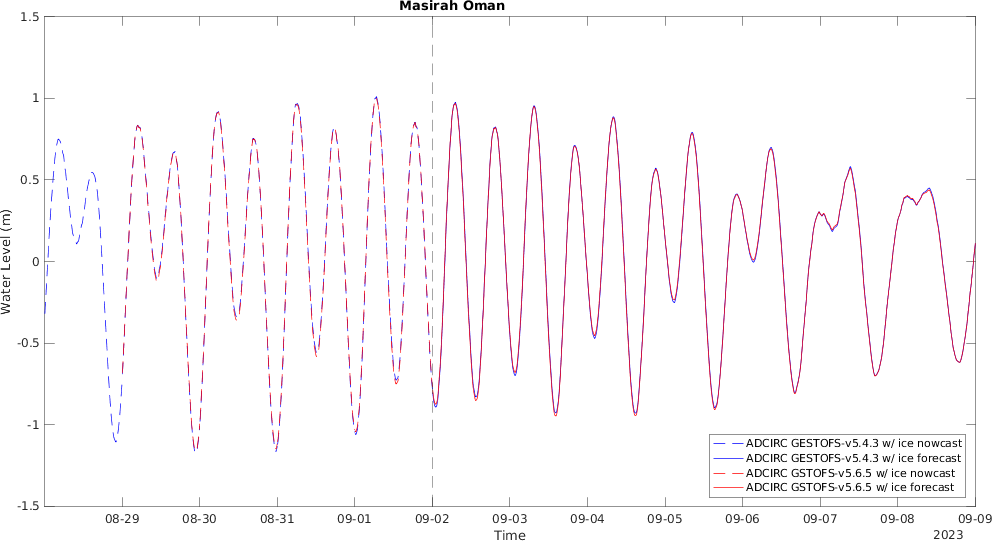 Masirah Oman
1.5
1
0.5
0
-0.5
-1
-1.5
Water Level (m)
ADCIRC GESTOFS-v5.4.3 w/ ice nowcast
ADCIRC GESTOFS-v5.4.3 w/ ice forecast
ADCIRC GSTOFS-v5.6.5 w/ ice nowcast
ADCIRC GSTOFS-v5.6.5 w/ ice forecast
08-29 08-30 08-31 09-01 09-02 09-03 09-04 09-05 09-06 09-07 09-08 09-09
Time
2023